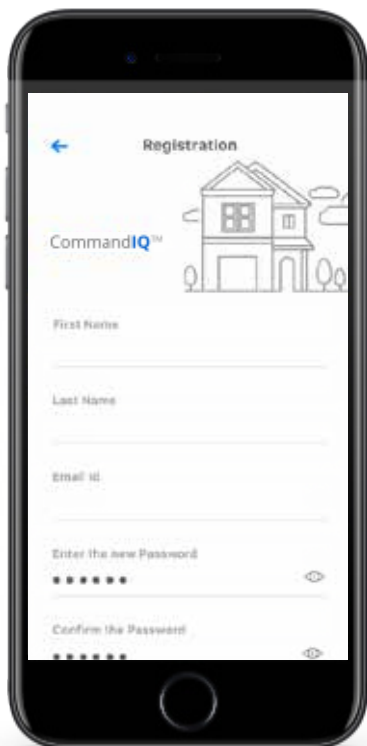 Registration
CommandIQ™
First Name
Last Name
Email id
Enter the new Password
Confirm the Password